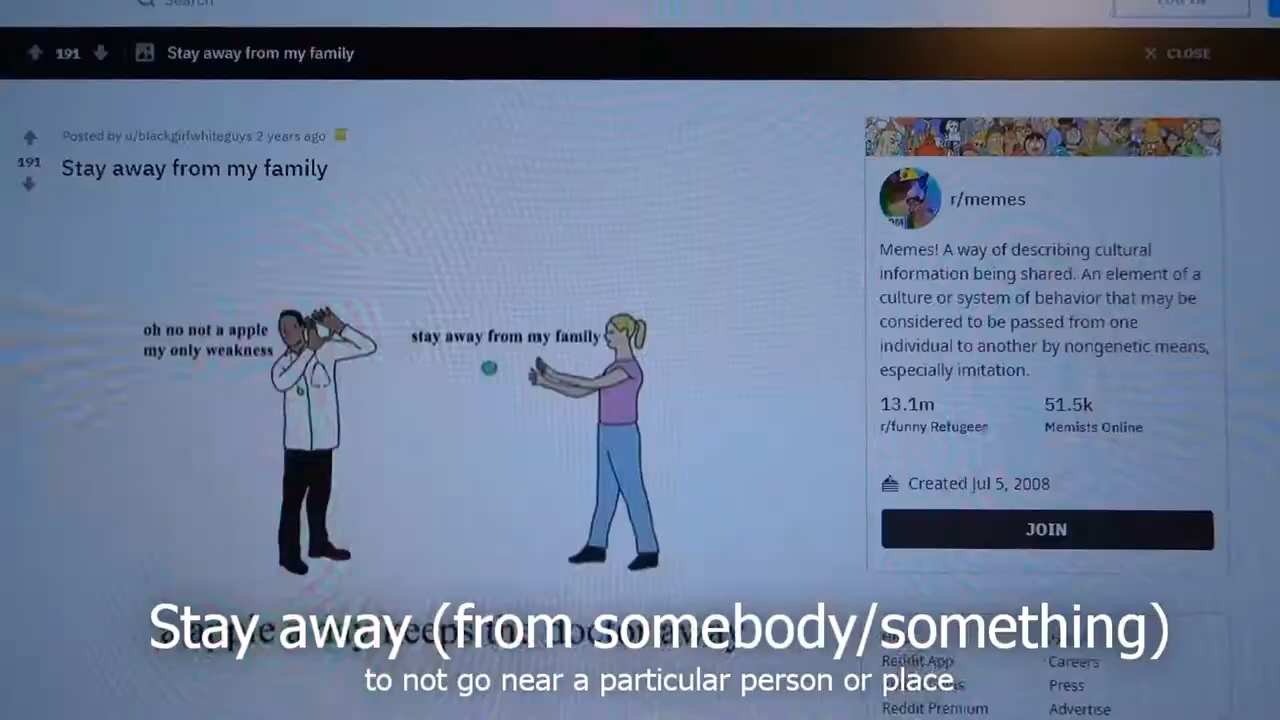 Search
191
Stay away from my family
CLOSE
Posted by u/blackgirlwhiteguys 2 years ago
191
Stay away from my family
r/memes
Memes! A way of describing cultural
information being shared. An element of a
culture or system of behavior that may be
considered to be passed from one
individual to another by nongenetic means,
especially imitation.
13.1m
51.5k
r/funny Refugees
Memists Online
Created Jul 5, 2008
JOIN
oh no not a apple
my only weakness
stay away from my family
Stay away (from somebody/something)
to not go near a particular person or place
Reddit App
Careers
Press
Reddit Premium
Advertise